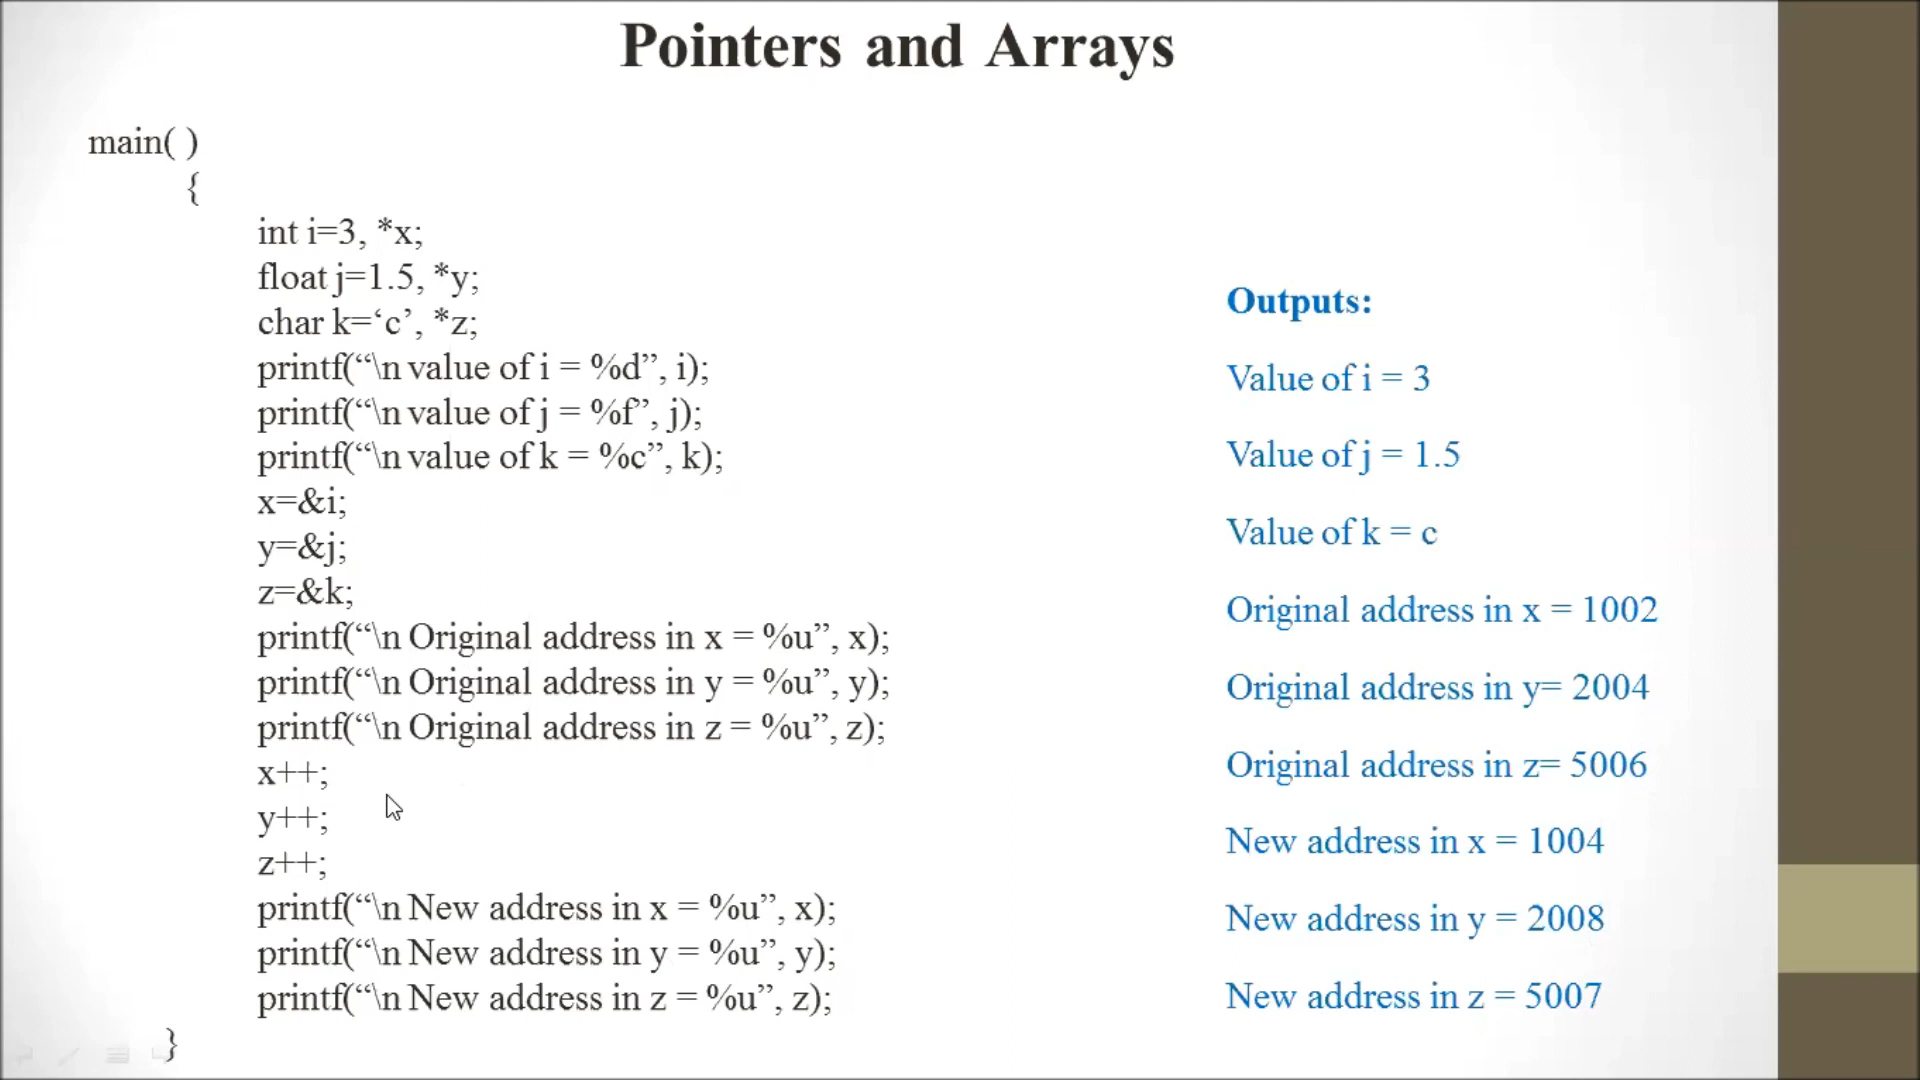 Pointers and Arrays
main( )
{
int i=3, *x;
float j=1.5, *y;
char k=‘c’, *z;
printf(“\n value of i = %d”, i);
printf(“\n value of j = %f”, j);
printf(“\n value of k = %c”, k);
x=&i;
y=&j;
z=&k;
printf(“\n Original address in x = %u”, x);
printf(“\n Original address in y = %u”, y);
printf(“\n Original address in z = %u”, z);
x++;
y++;
z++;
printf(“\n New address in x = %u”, x);
printf(“\n New address in y = %u”, y);
printf(“\n New address in z = %u”, z);
}
Outputs:
Value of i = 3
Value of j = 1.5
Value of k = c
Original address in x = 1002
Original address in y= 2004
Original address in z= 5006
New address in x = 1004
New address in y = 2008
New address in z = 5007